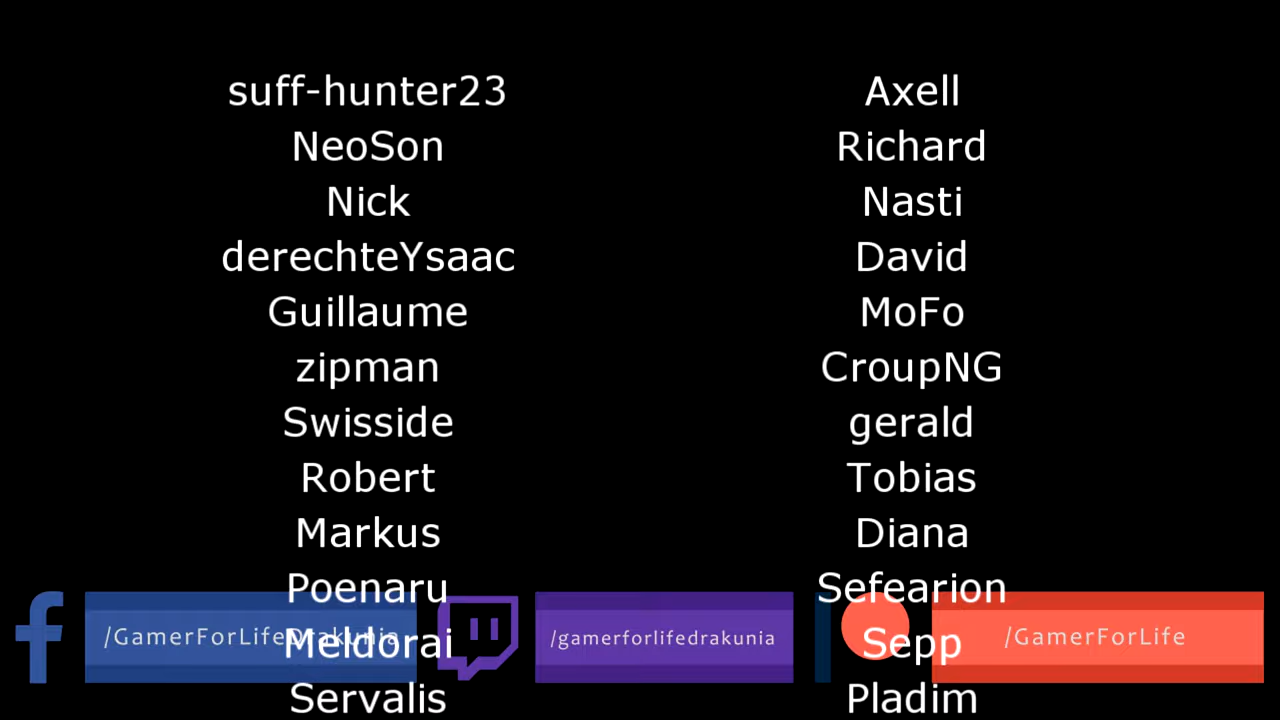 suff-hunter23
NeoSon
Nick
derechteYsaac
Guillaume
zipman
Swisside
Robert
Markus
Poenaru
Meldorai
Servalis
Axell
Richard
Nasti
David
MoFo
CroupNG
gerald
Tobias
Diana
Sefearion
Sepp
Pladim
/GamerForLifeDrakunia
/gamerforlifedrakunia
/GamerForLife